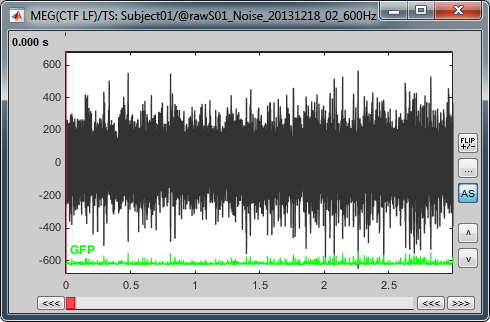 MEG(CTF LF)/TS: Subject01/@rawS01_Noise_20131218_02_600Hz
0.000 s
600
400
200
0
-200
-400
-600
GFP
0 0.5 1 1.5 2 2.5
FLIP
+/-
...
AS
^
v
<<< <<< >>>